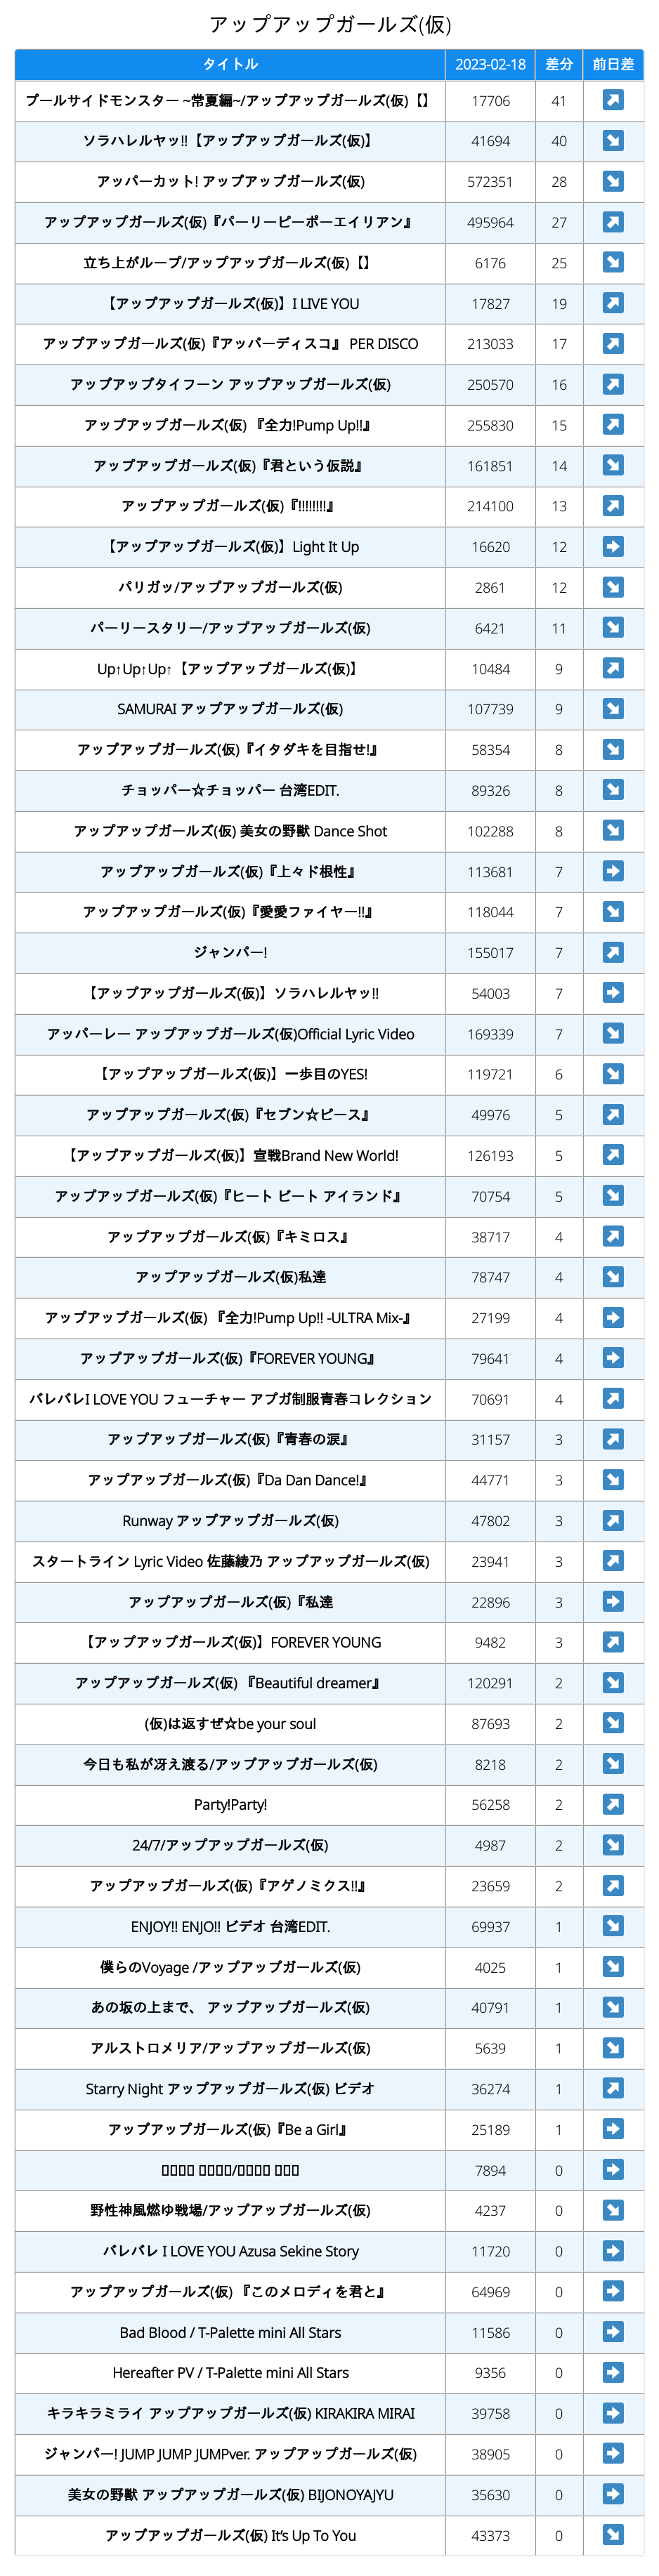 アップアップガールズ(仮)
タイトル 2023-02-18 差分 前日差
プールサイドモンスター ~常夏編~/アップアップガールズ(仮)【】 17706 41
ソラハレルヤッ!!【アップアップガールズ(仮)】 41694 40
アッパーカット! アップアップガールズ(仮) 572351 28
アップアップガールズ(仮)『パーリーピーポーエイリアン』 495964 27
立ち上がループ/アップアップガールズ(仮)【】 6176 25
【アップアップガールズ(仮)】I LIVE YOU 17827 19
アップアップガールズ(仮)『アッパーディスコ』 PER DISCO 213033 17
アップアップタイフーン アップアップガールズ(仮) 250570 16
アップアップガールズ(仮) 『全力!Pump Up!!』 255830 15
アップアップガールズ(仮)『君という仮説』 161851 14
アップアップガールズ(仮)『!!!!!!!!』 214100 13
【アップアップガールズ(仮)】Light It Up 16620 12
パリガッ/アップアップガールズ(仮) 2861 12
パーリースタリー/アップアップガールズ(仮) 6421 11
Up↑Up↑Up↑【アップアップガールズ(仮)】 10484 9
SAMURAI アップアップガールズ(仮) 107739 9
アップアップガールズ(仮)『イタダキを目指せ!』 58354 8
チョッパー☆チョッパー 台湾EDIT. 89326 8
アップアップガールズ(仮) 美女の野獣 Dance Shot 102288 8
アップアップガールズ(仮)『上々ド根性』 113681 7
アップアップガールズ(仮)『愛愛ファイヤー!!』 118044 7
ジャンパー! 155017 7
【アップアップガールズ(仮)】ソラハレルヤッ!! 54003 7
アッパーレー アップアップガールズ(仮)Official Lyric Video 169339 7
【アップアップガールズ(仮)】一歩目のYES! 119721 6
アップアップガールズ(仮)『セブン☆ピース』 49976 5
【アップアップガールズ(仮)】宣戦Brand New World! 126193 5
アップアップガールズ(仮)『ヒート ビート アイランド』 70754 5
アップアップガールズ(仮)『キミロス』 38717 4
アップアップガールズ(仮)私達 78747 4
アップアップガールズ(仮) 『全力!Pump Up!! -ULTRA Mix-』 27199 4
アップアップガールズ(仮)『FOREVER YOUNG』 79641 4
バレバレI LOVE YOU フューチャー アプガ制服青春コレクション 70691 4
アップアップガールズ(仮)『青春の涙』 31157 3
アップアップガールズ(仮)『Da Dan Dance!』 44771 3
Runway アップアップガールズ(仮) 47802 3
スタートライン Lyric Video 佐藤綾乃 アップアップガールズ(仮) 23941 3
アップアップガールズ(仮)『私達 22896 3
【アップアップガールズ(仮)】FOREVER YOUNG 9482 3
アップアップガールズ(仮) 『Beautiful dreamer』 120291 2
(仮)は返すぜ☆be your soul 87693 2
今日も私が冴え渡る/アップアップガールズ(仮) 8218 2
Party!Party! 56258 2
24/7/アップアップガールズ(仮) 4987 2
アップアップガールズ(仮)『アゲノミクス!!』 23659 2
ENJOY!! ENJO!! ビデオ 台湾EDIT. 69937 1
僕らのVoyage /アップアップガールズ(仮) 4025 1
あの坂の上まで、 アップアップガールズ(仮) 40791 1
アルストロメリア/アップアップガールズ(仮) 5639 1
Starry Night アップアップガールズ(仮) ビデオ 36274 1
アップアップガールズ(仮)『Be a Girl』 25189 1
7894 0
野性神風燃ゆ戦場/アップアップガールズ(仮) 4237 0
バレバレ I LOVE YOU Azusa Sekine Story 11720 0
アップアップガールズ(仮) 『このメロディを君と』 64969 0
Bad Blood / T-Palette mini All Stars 11586 0
Hereafter PV / T-Palette mini All Stars 9356 0
キラキラミライ アップアップガールズ(仮) KIRAKIRA MIRAI 39758 0
ジャンパー! JUMP JUMP JUMPver. アップアップガールズ(仮) 38905 0
美女の野獣 アップアップガールズ(仮) BIJONOYAJYU 35630 0
アップアップガールズ(仮) It's Up To You 43373 0